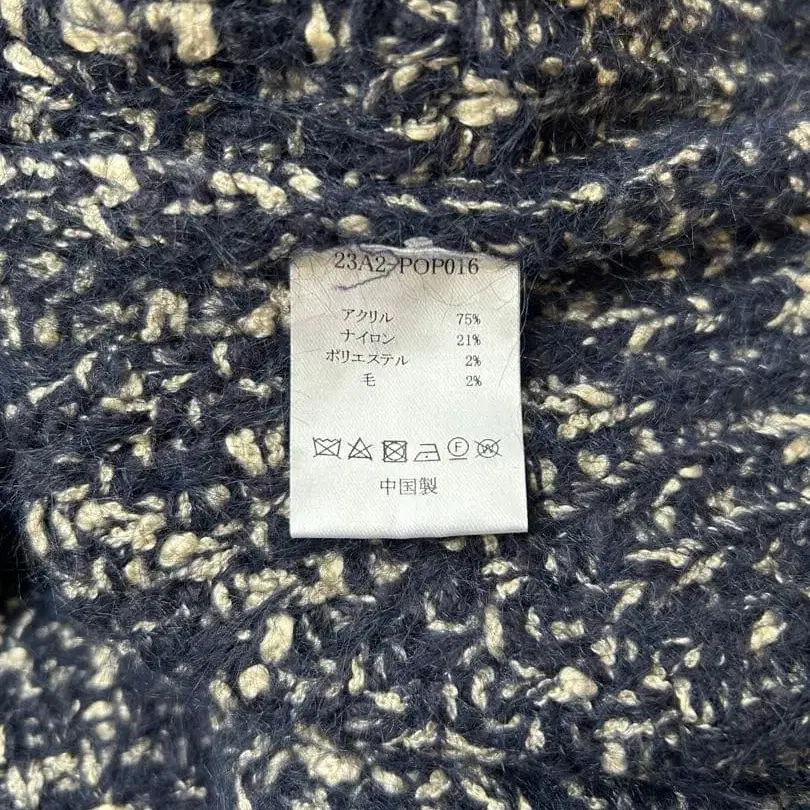 23A2-POP016
アクリル 75%
ナイロン 21%
ポリエステル 2%
毛 2%
F W
中国製